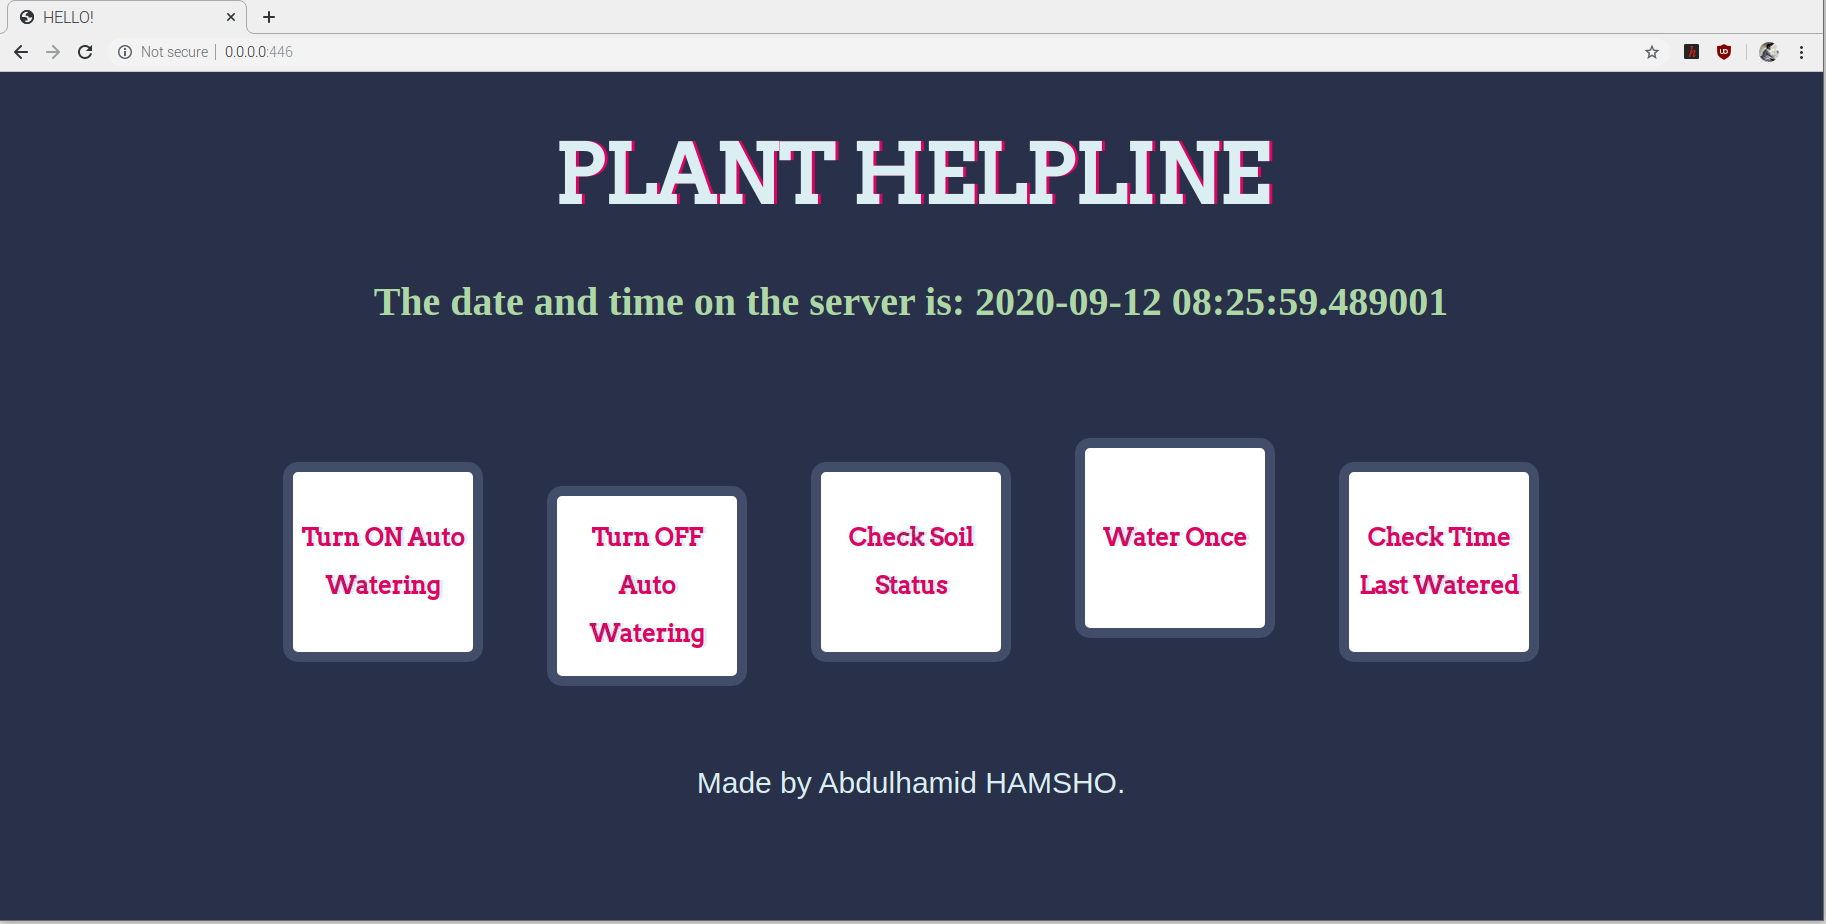 HELLO!
Not secure | 0.0.0.0:446
PLANT HELPLINE
The date and time on the server is: 2020-09-12 08:25:59.489001
Turn ON Auto
Watering
Turn OFF
Auto
Watering
Check Soil
Status
Water Once
Check Time
Last Watered
Made by Abdulhamid HAMSHO.